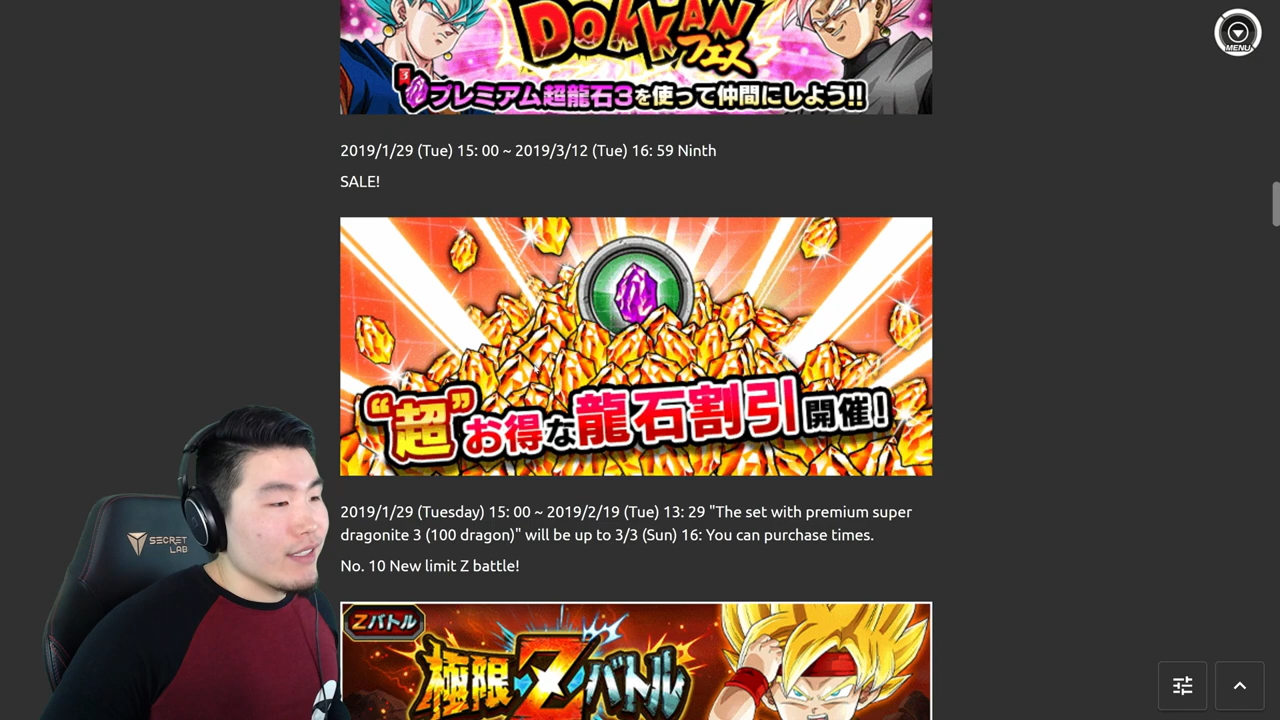 DOKKAN
フェス
MENU
3
プレミアム超龍石3を使って仲間にしよう!!
2019/1/29 (Tue) 15: 00 ~ 2019/3/12 (Tue) 16: 59 Ninth
SALE!
“超”お得な龍石割引開催!
2019/1/29 (Tuesday) 15: 00 ~ 2019/2/19 (Tue) 13: 29 "The set with premium super
dragonite 3 (100 dragon)" will be up to 3/3 (Sun) 16: You can purchase times.
SECRET
LAB
No. 10 New limit Z battle!
Zバトル
極限Zバトル